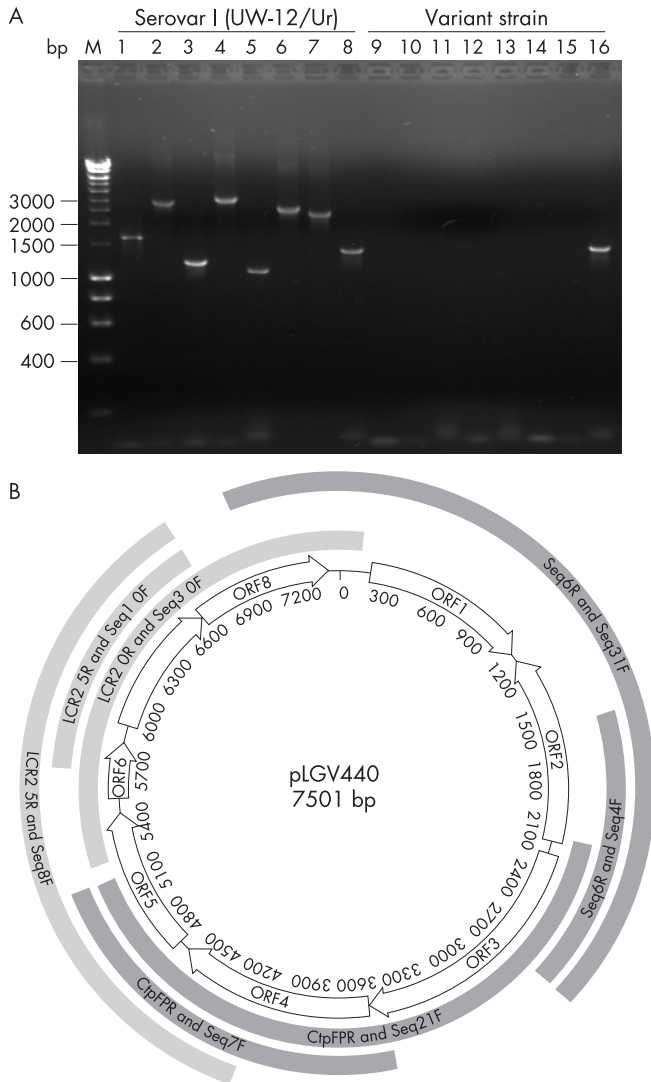 A
Serovar I (UW-12/Ur)
Variant strain
bp M 1 2 3 4 5 6 7 8 9 10 11 12 13 14 15 16
3000
2000
1500
1000
600
400
B
Seq6R and Seq31F
Seq6R and Seq4F
CtpFPR and Seq21F
CtpFPR and Seq7F
LCR2 5R and Seq8F
LCR2 5R and Seq1 0F
LCR2 0R and Seq3 0F
ORF1
ORF2
ORF3
ORF4
ORF5
ORF6
ORF8
0
300
600
900
1200
1500
1800
2100
2400
2700
3000
3300
3600
3900
4200
4500
4800
5100
5400
5700
6000
6300
6600
6900
7200
pLGV440
7501 bp